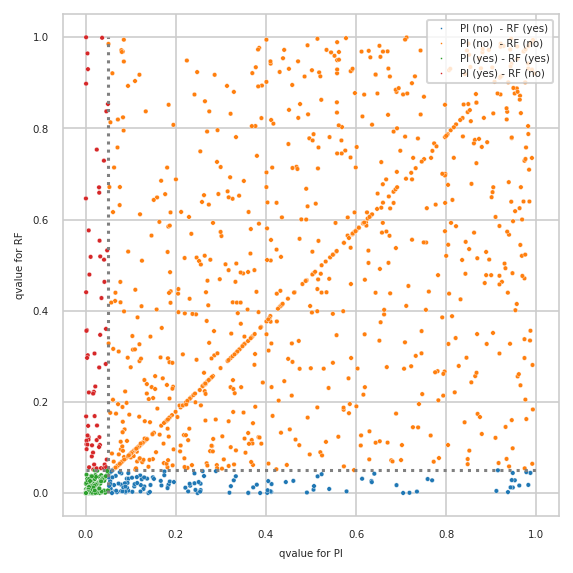 PI (no)  - RF (yes)
PI (no)  - RF (no)
PI (yes) - RF (yes)
PI (yes) - RF (no)
1.0
0.8
0.6
0.4
0.2
0.0
qvalue for RF
0.0 0.2 0.4 0.6 0.8 1.0
qvalue for PI